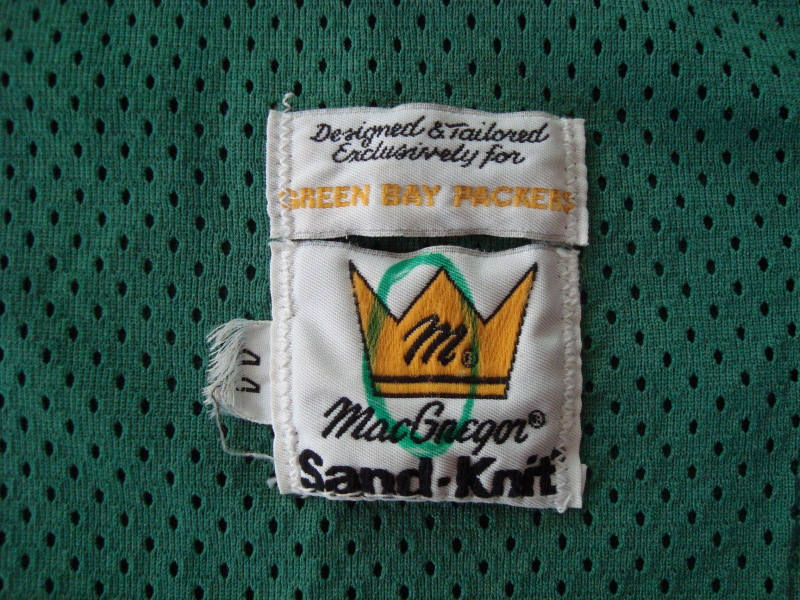 Designed & Tailored
Exclusively for
GREEN BAY PACKERS
M®
MacGregor®
Sand-Knit